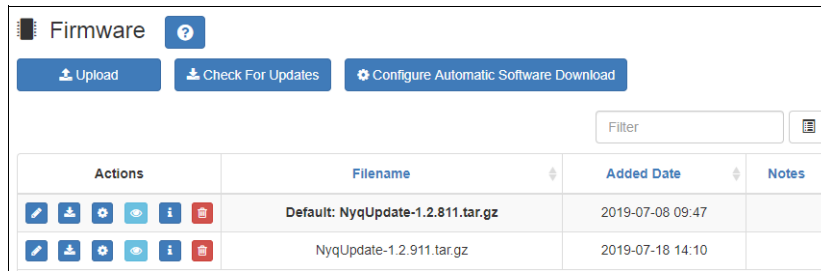 Firmware ?
Upload Check For Updates Configure Automatic Software Download
Filter
Actions Filename Added Date Notes
Default: NyqUpdate-1.2.811.tar.gz 2019-07-08 09:47
NyqUpdate-1.2.911.tar.gz 2019-07-18 14:10